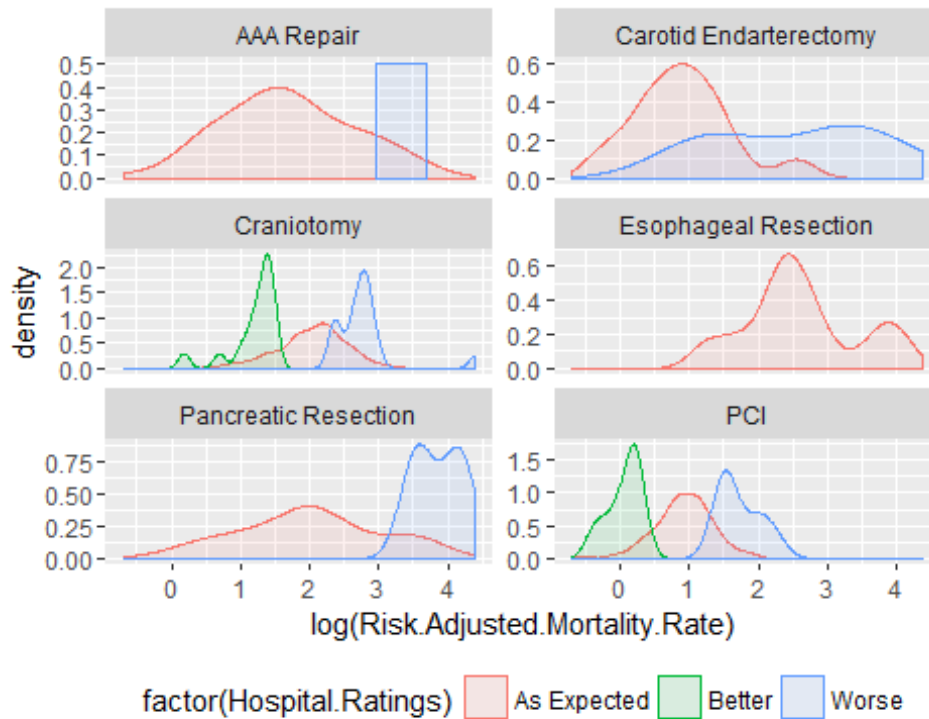 AAA Repair
Carotid Endarterectomy
0.5
0.4
0.3
0.2
0.1
0.0
0.6
0.4
0.2
0.0
Craniotomy
Esophageal Resection
2.0
1.5
1.0
0.5
0.0
0.6
0.4
0.2
0.0
density
Pancreatic Resection
PCI
0.75
0.50
0.25
0.00
1.5
1.0
0.5
0.0
0 1 2 3 4
0 1 2 3 4
log(Risk.Adjusted.Mortality.Rate)
factor(Hospital.Ratings) As Expected Better Worse